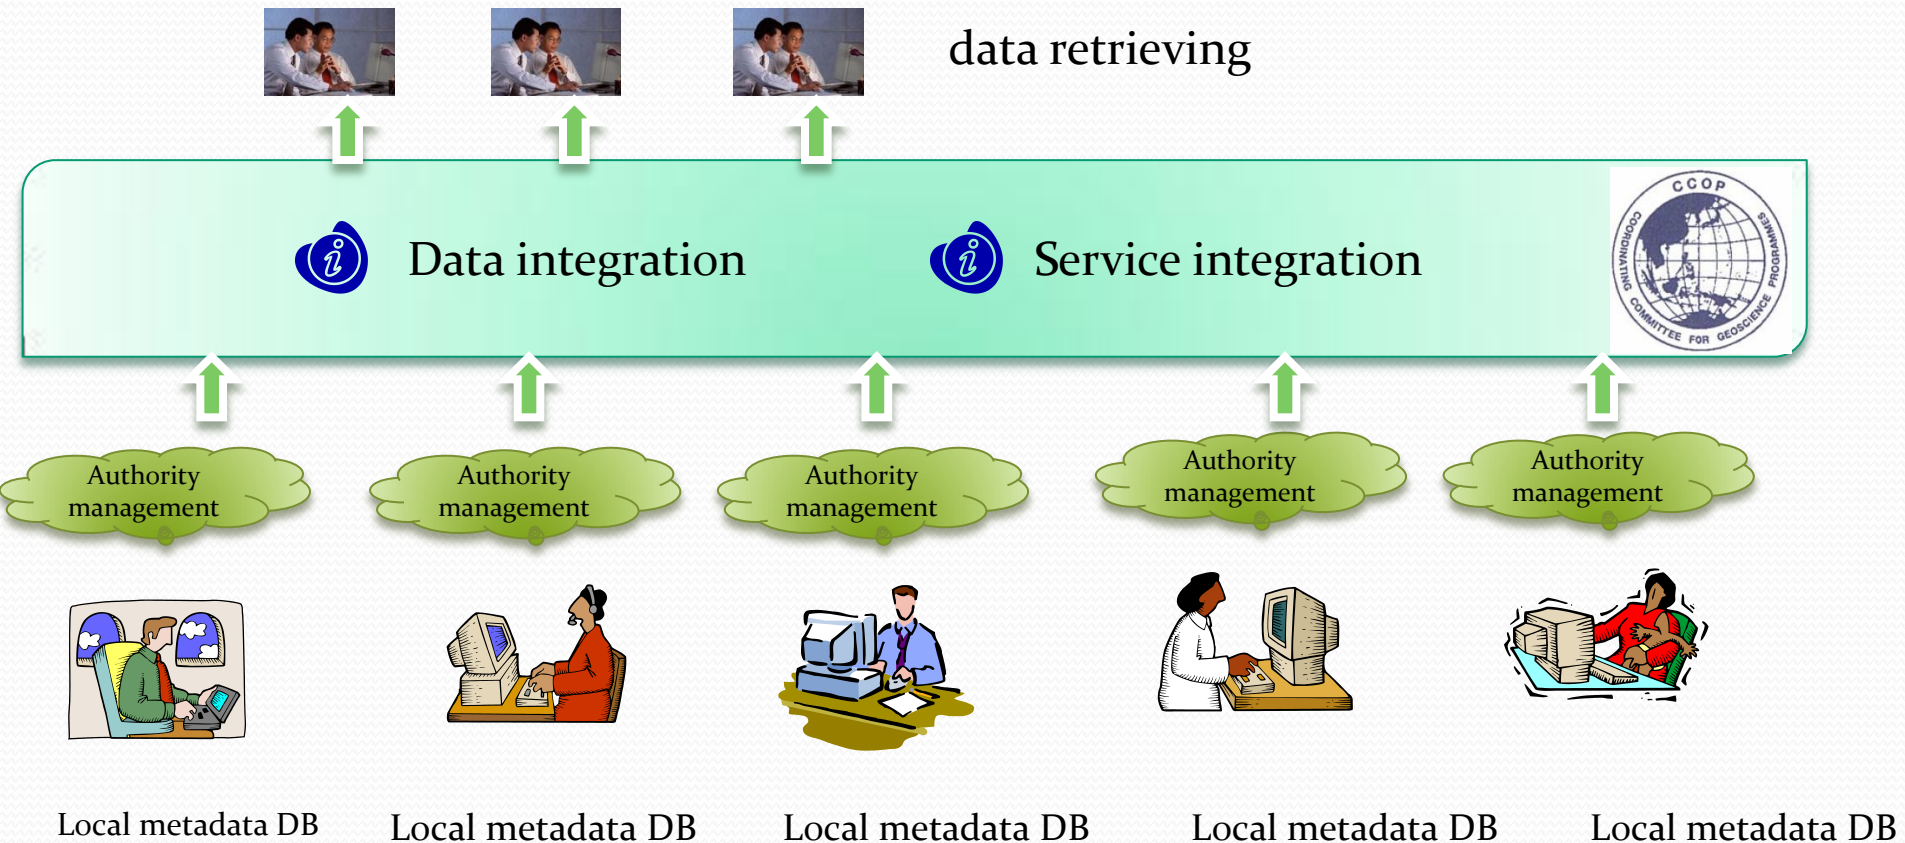 data retrieving
Data integration
Service integration
CCOP
COORDINATING COMMITTEE FOR GEOSCIENCE PROGRAMMES
Authority
management
Authority
management
Authority
management
Authority
management
Authority
management
Local metadata DB
Local metadata DB
Local metadata DB
Local metadata DB
Local metadata DB